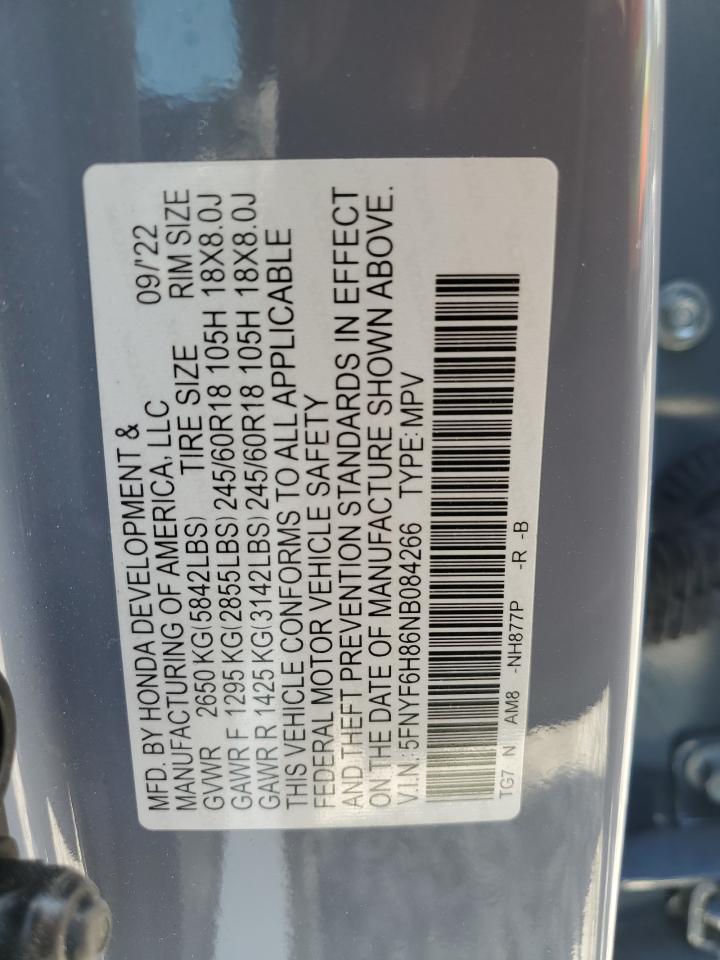 MFD. BY HONDA DEVELOPMENT & 09/'22
MANUFACTURING OF AMERICA, LLC
TIRE SIZE RIM SIZE
GVWR 2650 KG(5842LBS)
GAWR F 1295 KG(2855LBS) 245/60R18 105H 18X8.0J
GAWR R 1425 KG(3142LBS) 245/60R18 105H 18X8.0J
THIS VEHICLE CONFORMS TO ALL APPLICABLE
FEDERAL MOTOR VEHICLE SAFETY
AND THEFT PREVENTION STANDARDS IN EFFECT
ON THE DATE OF MANUFACTURE SHOWN ABOVE.
V.I.N.:5FNYF6H86NB084266 TYPE:MPV
TG7 N AM8 -NH877P -R -B